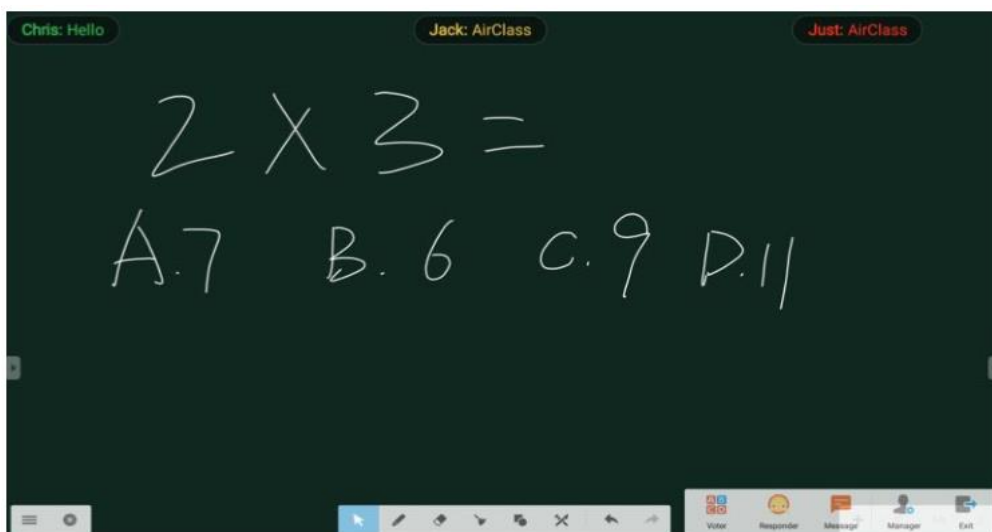 Chris: Hello Jack: AirClass Just: AirClass
2 X 3 =
A.7 B. 6 C. 9 D.11
Voter Responder Message Manager Exit